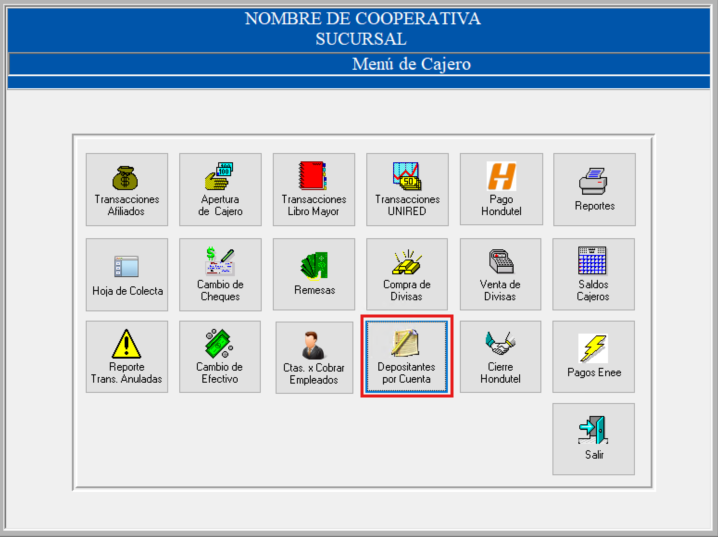 NOMBRE DE COOPERATIVA
SUCURSAL
Menú de Cajero
Transacciones
Afiliados
Apertura
de Cajero
Transacciones
Libro Mayor
Transacciones
UNIRED
Pago
Hondutel
Reportes
Hoja de Colecta
Cambio de
Cheques
Remesas
Compra de
Divisas
Venta de
Divisas
Saldos
Cajeros
Reporte
Trans. Anuladas
Cambio de
Efectivo
Ctas. x Cobrar
Empleados
Depositantes
por Cuenta
Cierre
Hondutel
Pagos Enee
Salir